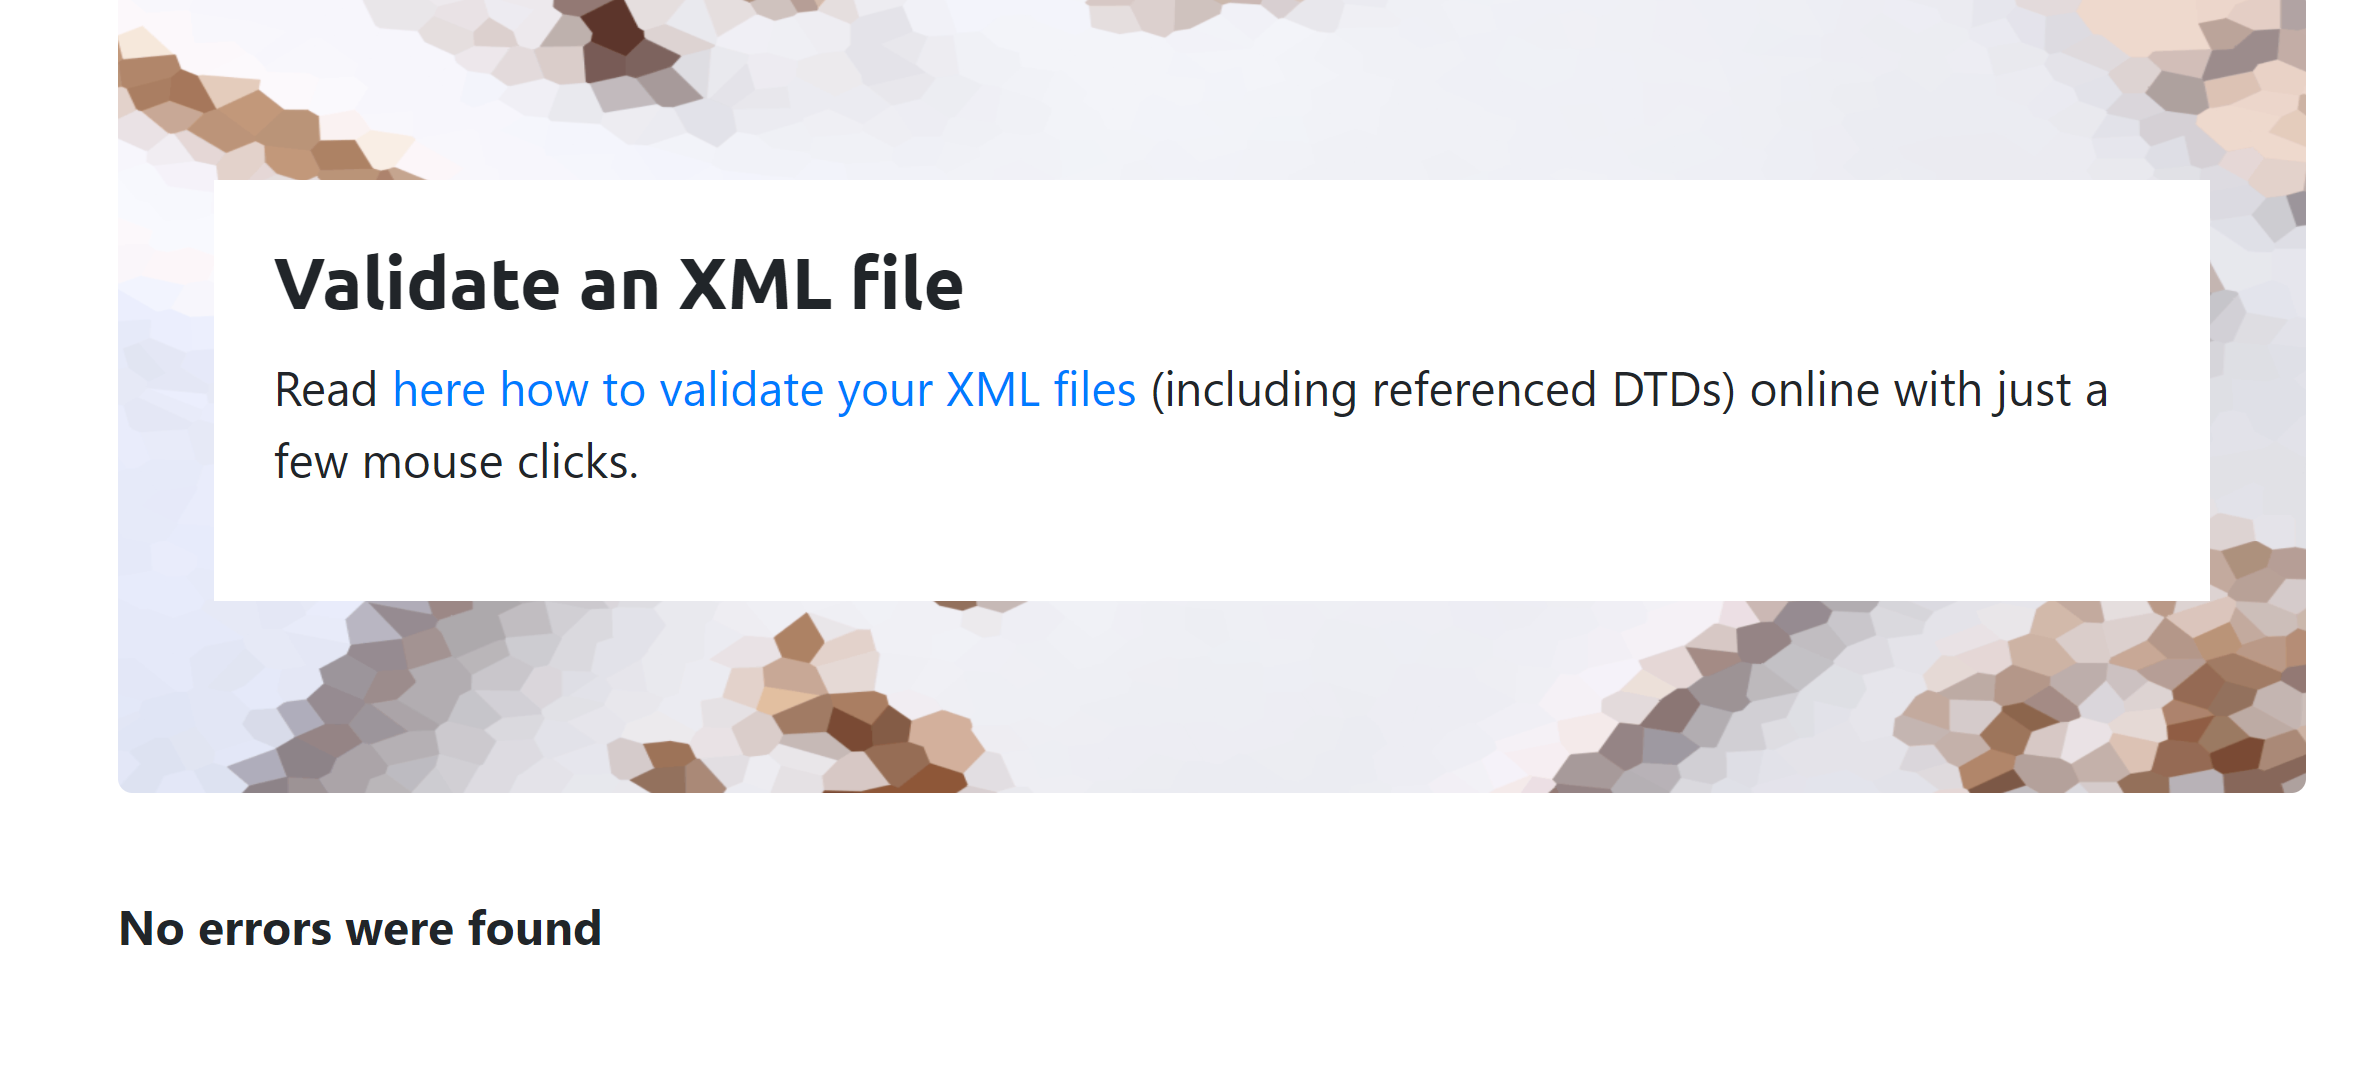 Validate an XML file
Read here how to validate your XML files (including referenced DTDs) online with just a
few mouse clicks.
No errors were found